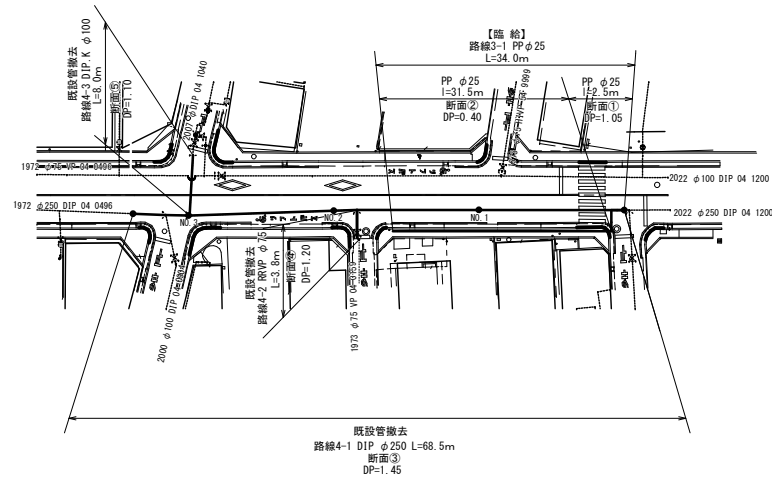 【臨 給】
路線3-1 PPφ25
L=34.0m
PP φ25
l=31.5m
断面②
DP=0.40
PP φ25
l=2.5m
断面①
DP=1.05
既設管撤去
路線4-3 DIP.K φ100
L=8.0m
断面⑤
DP=1.10
2007 φ DIP 04 1040
1972 φ75 VP 04 0496
2022 φ100 DIP 04 1200
1972 φ250 DIP 04 0496
2022 φ250 DIP 04 1200
NO.3
NO.2
NO.1
既設管撤去
路線4-2 RRVP φ75
L=3.8m
断面④
DP=1.20
2000 φ100 DIP 04
1973 φ75 VP 04 0159
既設管撤去
路線4-1 DIP φ250 L=68.5m
断面③
DP=1.45